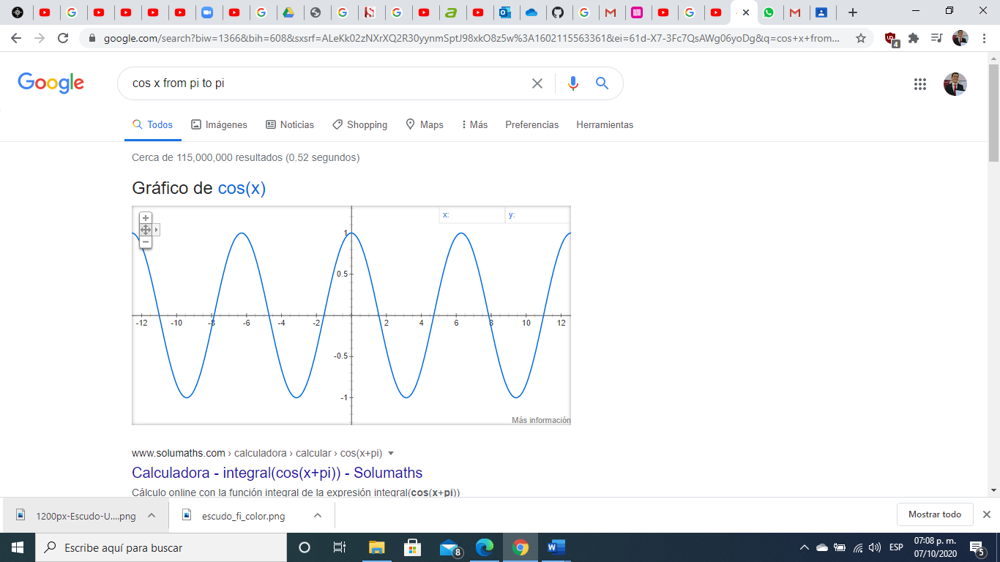 google.com/search?biw=1366&bih=608&sxsrf=ALeKk02zNXrXQ2R30yynmSptJ98xkO8z5w%3A1602115563361&ei=61d-X7-3Fc7QsAWg06yoDg&q=cos+x+from...
4
Google
cos x from pi to pi
Todos Imágenes Noticias Shopping Maps Más Preferencias Herramientas
Cerca de 115,000,000 resultados (0.52 segundos)
Gráfico de cos(x)
x: y:
1
0.5
-12 -10 -8 -6 -4 -2 2 4 6 8 10 12
-0.5
-1
Más información
www.solumaths.com › calculadora › calcular › cos(x+pi)
Calculadora - integral(cos(x+pi)) - Solumaths
Cálculo online con la función integral de la expresión integral(cos(x+pi))
1200px-Escudo-U....png escudo_fi_color.png Mostrar todo
Escribe aquí para buscar
8
ESP
07:08 p. m.
07/10/2020
5